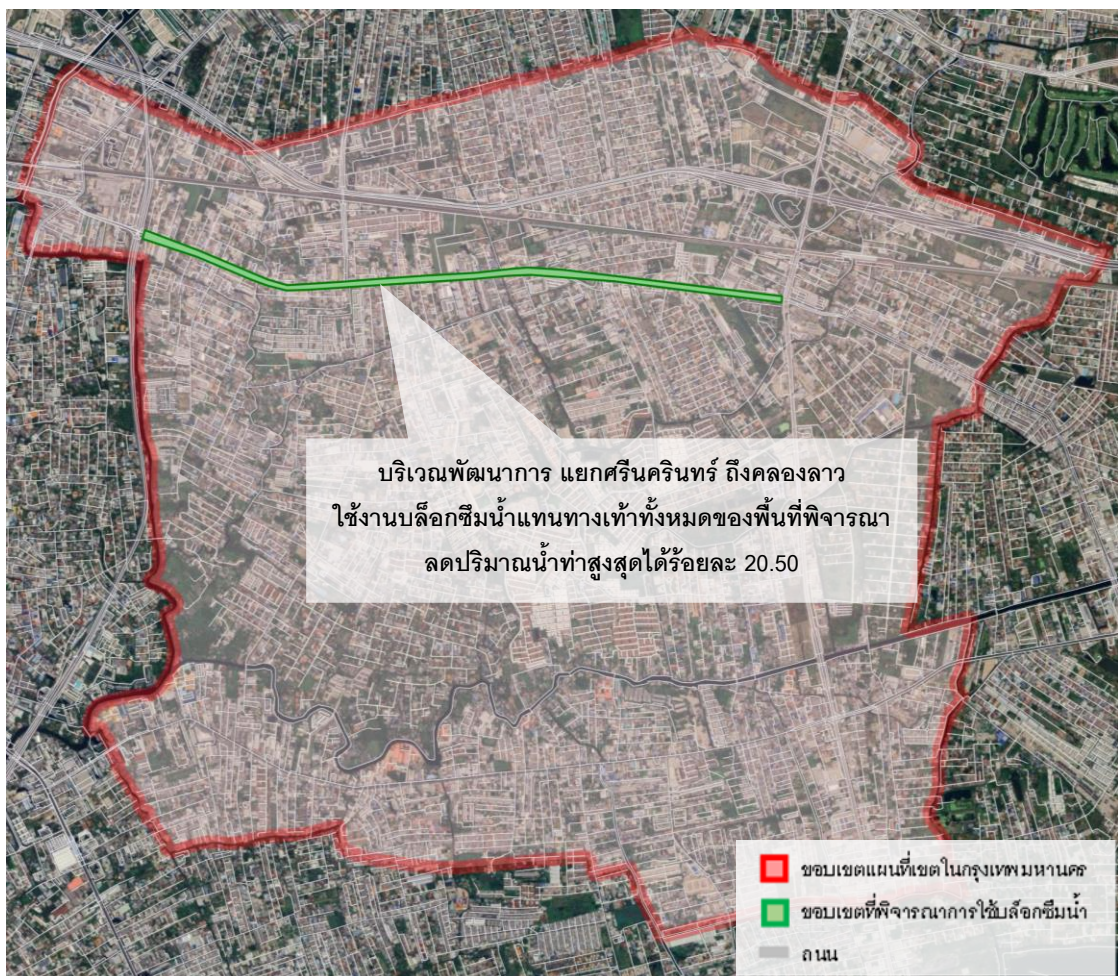 บริเวณพัฒนาการ แยกศรีนครินทร์ ถึงคลองลาว
ใช้งานบล็อกซึมน้ำแทนทางเท้าทั้งหมดของพื้นที่พิจารณา
ลดปริมาณน้ำท่าสูงสุดได้ร้อยละ 20.50
ขอบเขตแผนที่เขตในกรุงเทพมหานคร
ขอบเขตที่พิจารณาการใช้บล็อกซึมน้ำ
ถนน